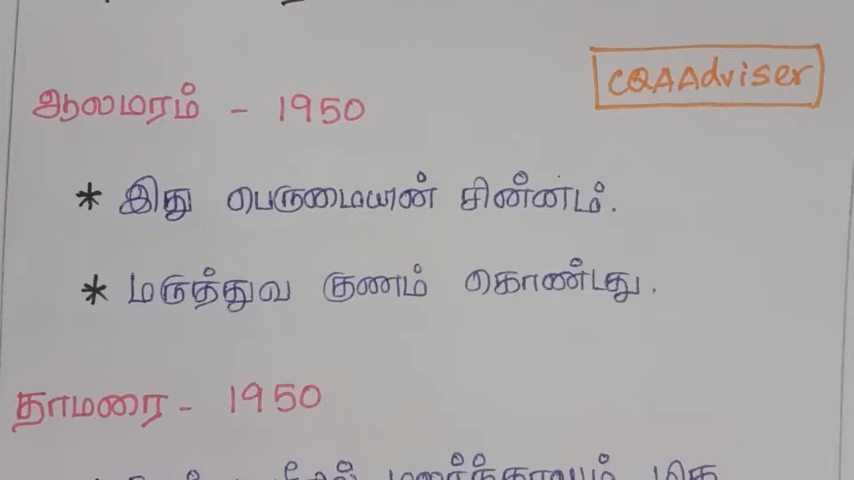 CQAAdviser
ஆலமரம் - 1950
* இது பெருமையின் சின்னம்.
* மருத்துவ குணம் கொண்டது.
தாமரை - 1950